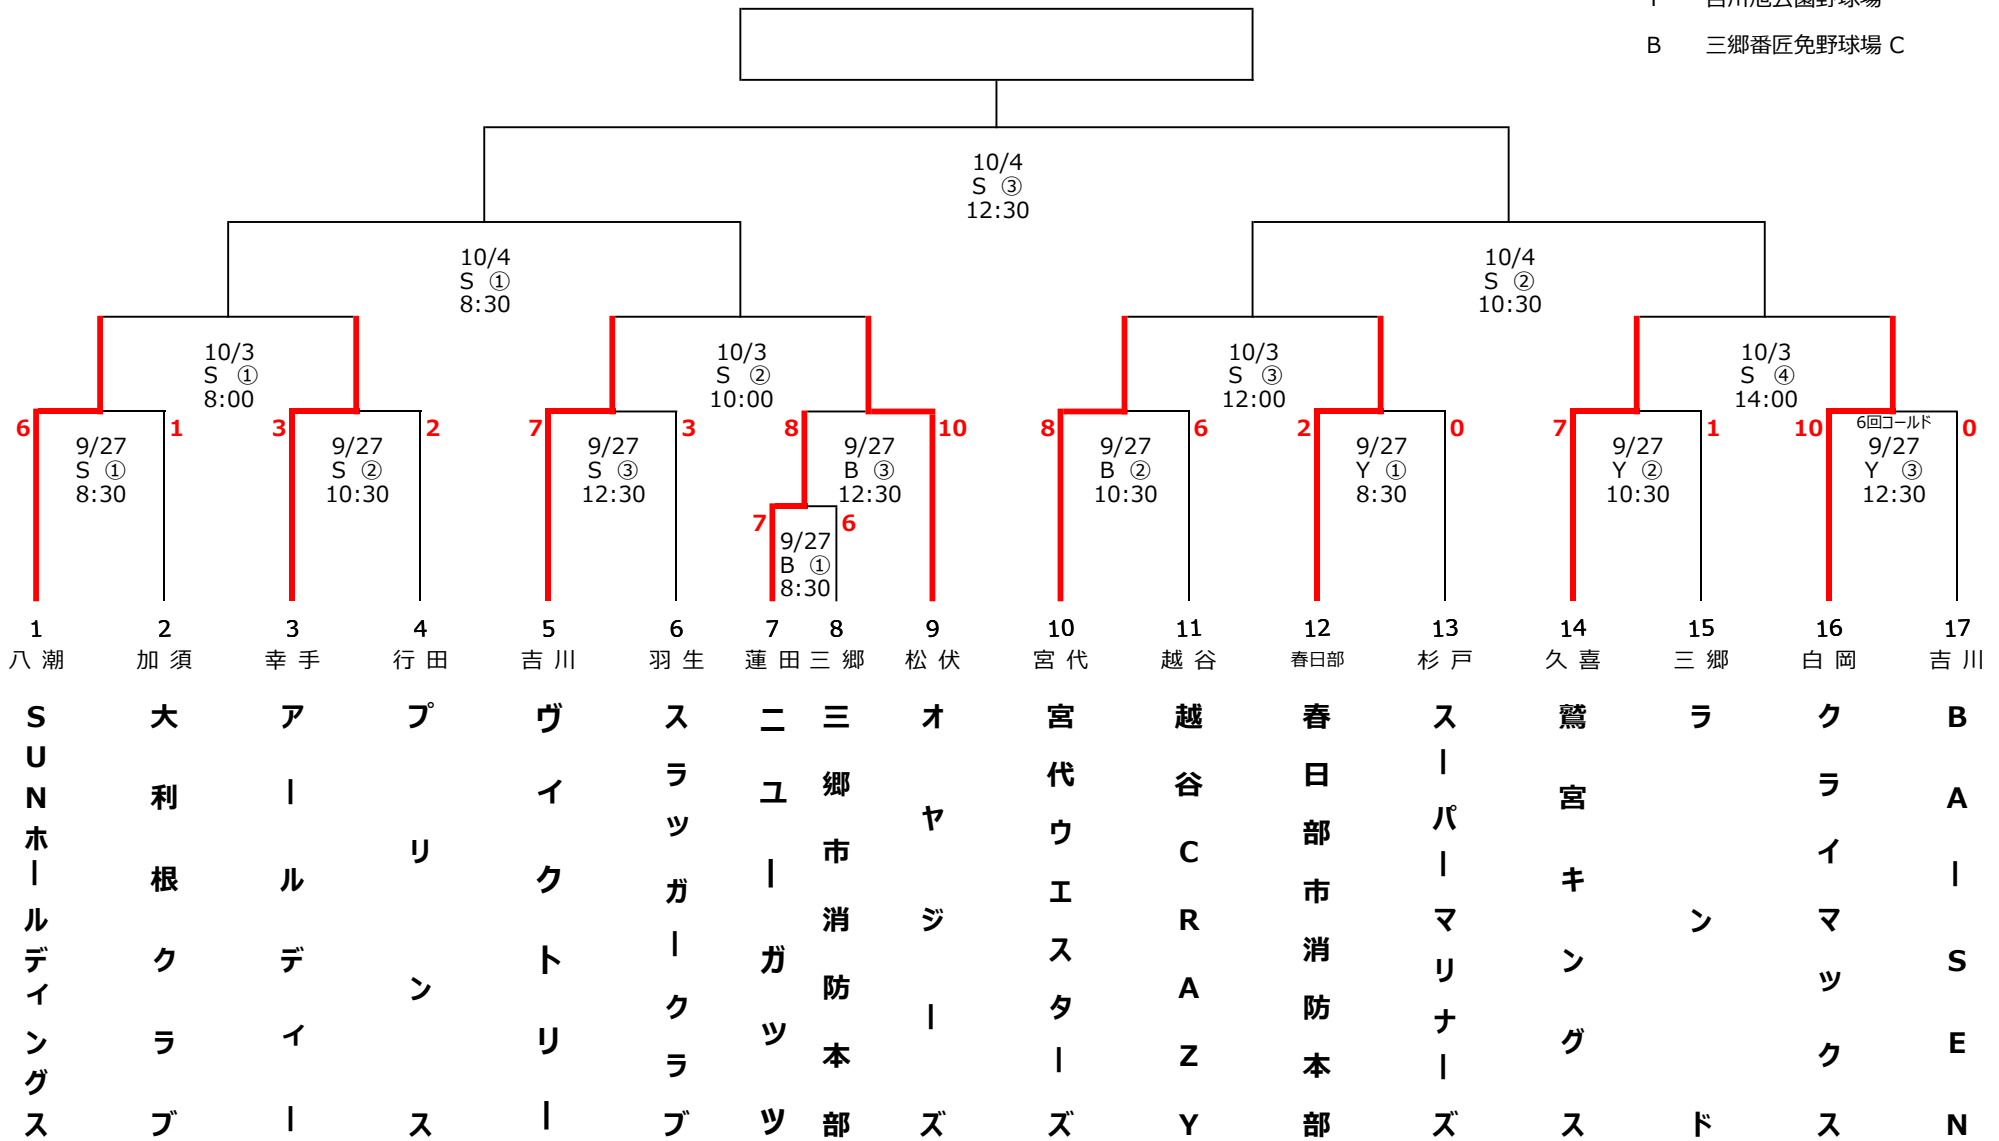 B 三郷番匠免野球場 C
10/4
S ③
12:30
10/4
S ①
8:30
10/4
S ②
10:30
10/3
S ①
8:00
10/3
S ②
10:00
10/3
S ③
12:00
10/3
S ④
14:00
6 1 3 2 7 3 8 10 8 6 2 0 7 1 10 0
6回コールド
9/27
S ①
8:30
9/27
S ②
10:30
9/27
S ③
12:30
9/27
B ③
12:30
9/27
B ②
10:30
9/27
Y ①
8:30
9/27
Y ②
10:30
9/27
Y ③
12:30
7 6
9/27
B ①
8:30
1 2 3 4 5 6 7 8 9 10 11 12 13 14 15 16 17
八潮 加須 幸手 行田 吉川 羽生 蓮田 三郷 松伏 宮代 越谷 春日部 杉戸 久喜 三郷 白岡 吉川
SUNホールディングス
大利根クラブ
アールディー
プリンス
ヴイクトリー
スラッガークラブ
ニユーガッツ
三郷市消防本部
オヤジーズ
宮代ウエスターズ
越谷CRAZY
春日部市消防本部
スーパーマリナーズ
鷲宮キングス
ランド
クライマックス
BAーSEN